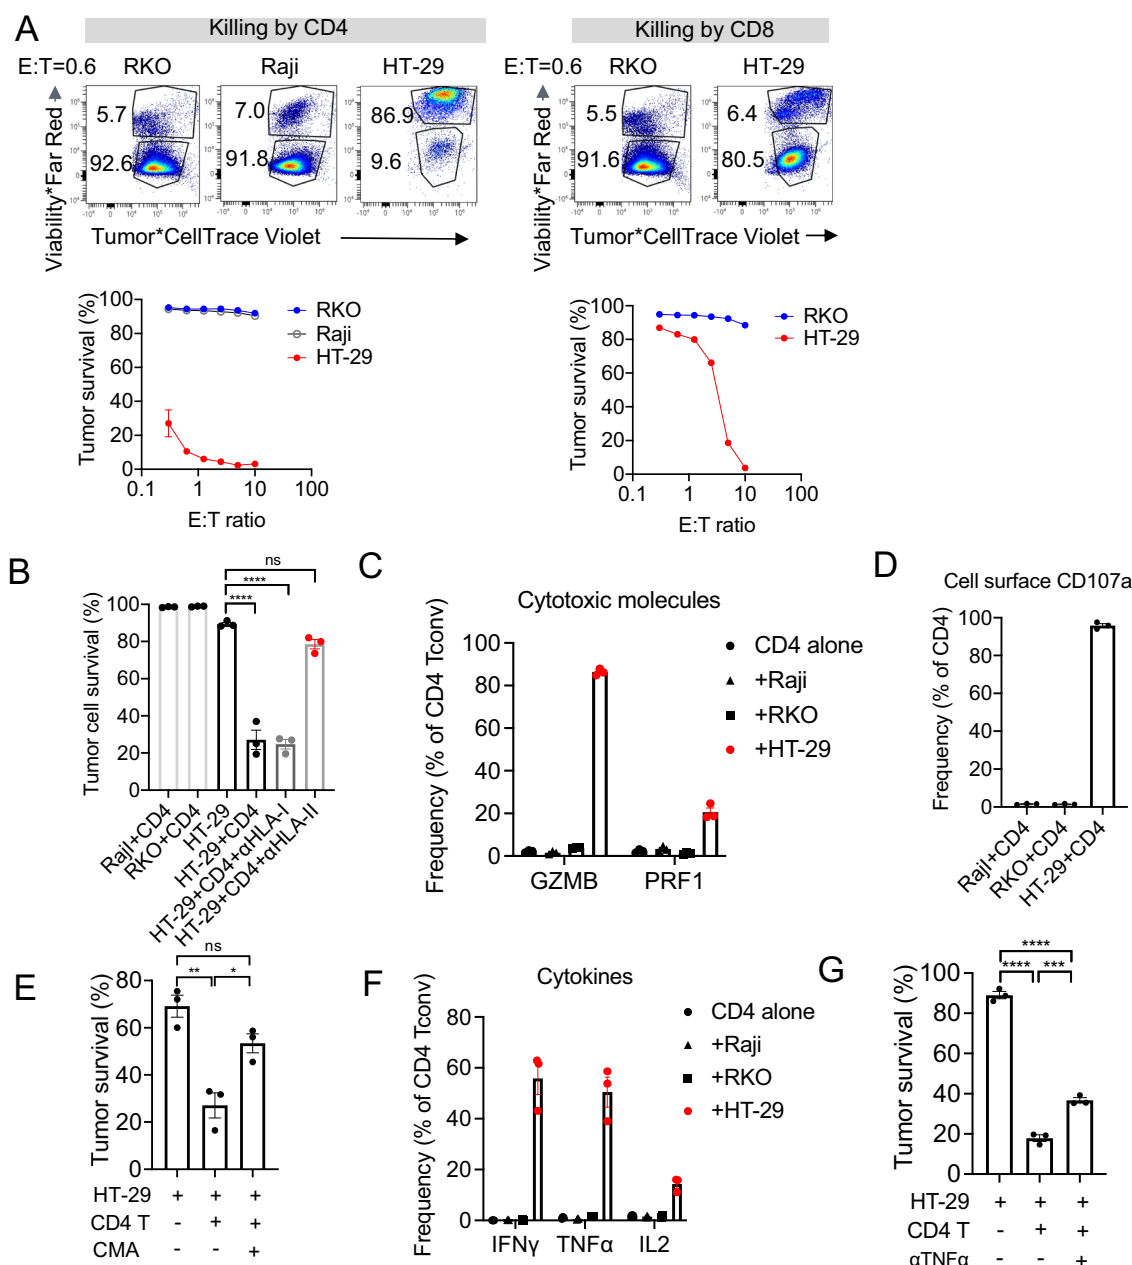 A
Killing by CD4
Killing by CD8
E:T=0.6 RKO Raji HT-29
E:T=0.6 RKO HT-29
Viability*Far Red
5.7
92.6
7.0
91.8
86.9
9.6
Viability*Far Red
5.5
91.6
6.4
80.5
Tumor*CellTrace Violet
Tumor*CellTrace Violet
Tumor survival (%)
100
80
60
40
20
0
0.1 1 10 100
E:T ratio
RKO
Raji
HT-29
Tumor survival (%)
100
80
60
40
20
0
0.1 1 10 100
E:T ratio
RKO
HT-29
B
Tumor cell survival (%)
100
80
60
40
20
0
ns
****
****
RajI+CD4
RKO+CD4
HT-29
HT-29+CD4
HT-29+CD4+αHLA-I
HT-29+CD4+αHLA-II
C
Cytotoxic molecules
Frequency (% of CD4 Tconv)
100
80
60
40
20
0
GZMB PRF1
CD4 alone
+Raji
+RKO
+HT-29
D
Cell surface CD107a
Frequency (% of CD4)
100
80
60
40
20
0
RajI+CD4
RKO+CD4
HT-29+CD4
E
Tumor survival (%)
80
60
40
20
0
ns
** *
HT-29 + + +
CD4 T - + +
CMA - - +
F
Cytokines
Frequency (% of CD4 Tconv)
80
60
40
20
0
IFNγ TNFα IL2
CD4 alone
+Raji
+RKO
+HT-29
G
Tumor survival (%)
100
80
60
40
20
0
****
**** ***
HT-29 + + +
CD4 T - + +
αTNFα - - +